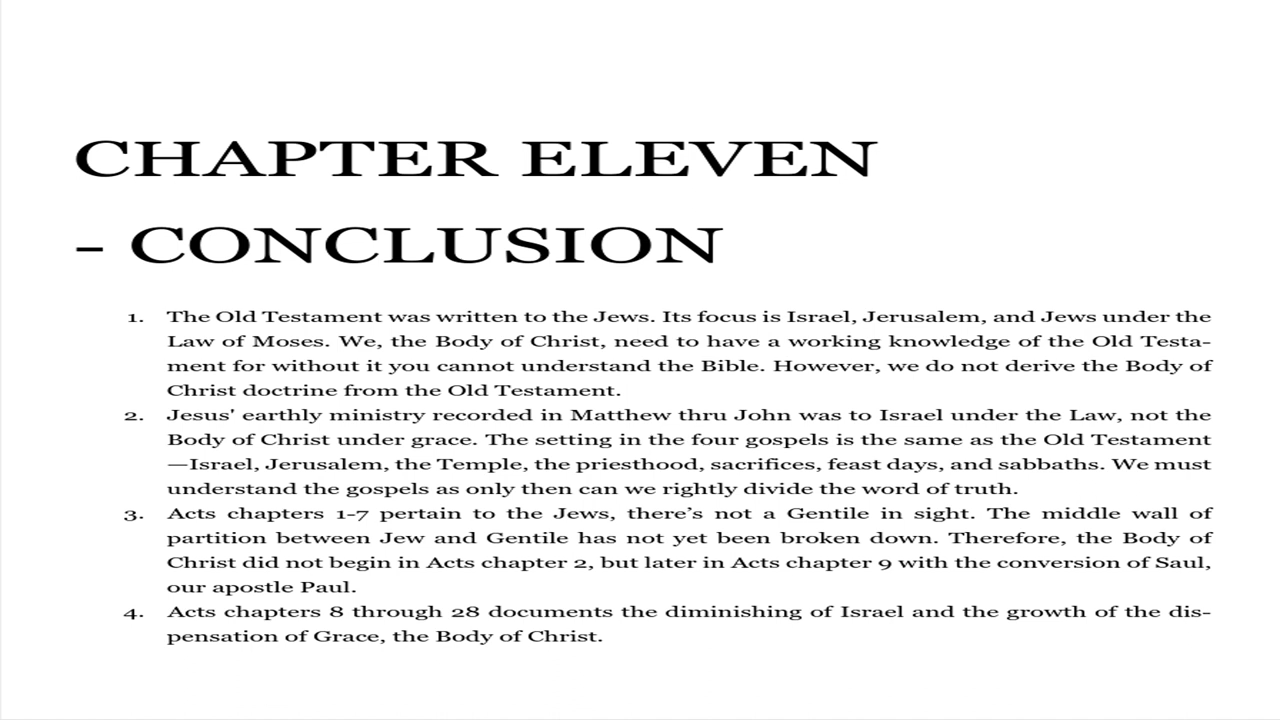 CHAPTER ELEVEN
- CONCLUSION
1. The Old Testament was written to the Jews. Its focus is Israel, Jerusalem, and Jews under the
Law of Moses. We, the Body of Christ, need to have a working knowledge of the Old Testa-
ment for without it you cannot understand the Bible. However, we do not derive the Body of
Christ doctrine from the Old Testament.
2. Jesus' earthly ministry recorded in Matthew thru John was to Israel under the Law, not the
Body of Christ under grace. The setting in the four gospels is the same as the Old Testament
—Israel, Jerusalem, the Temple, the priesthood, sacrifices, feast days, and sabbaths. We must
understand the gospels as only then can we rightly divide the word of truth.
3. Acts chapters 1-7 pertain to the Jews, there’s not a Gentile in sight. The middle wall of
partition between Jew and Gentile has not yet been broken down. Therefore, the Body of
Christ did not begin in Acts chapter 2, but later in Acts chapter 9 with the conversion of Saul,
our apostle Paul.
4. Acts chapters 8 through 28 documents the diminishing of Israel and the growth of the dis-
pensation of Grace, the Body of Christ.